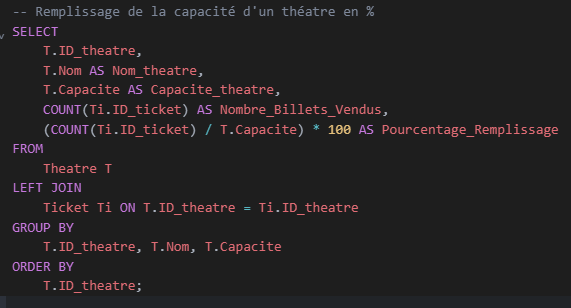 -- Remplissage de la capacité d'un théatre en %
SELECT
T.ID_theatre,
T.Nom AS Nom_theatre,
T.Capacite AS Capacite_theatre,
COUNT(Ti.ID_ticket) AS Nombre_Billets_Vendus,
(COUNT(Ti.ID_ticket) / T.Capacite) * 100 AS Pourcentage_Remplissage
FROM
Theatre T
LEFT JOIN
Ticket Ti ON T.ID_theatre = Ti.ID_theatre
GROUP BY
T.ID_theatre, T.Nom, T.Capacite
ORDER BY
T.ID_theatre;